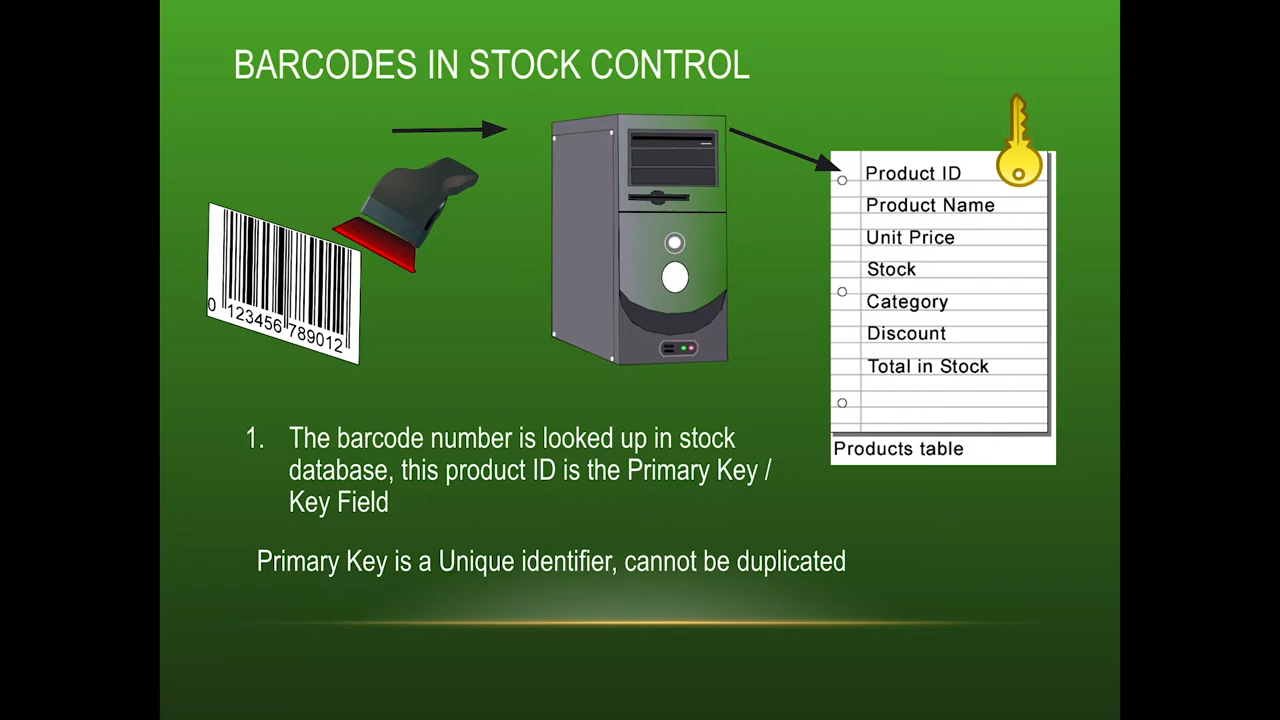 BARCODES IN STOCK CONTROL
Product ID
Product Name
Unit Price
Stock
Category
Discount
Total in Stock
Products table
0 123456 789012
1. The barcode number is looked up in stock
database, this product ID is the Primary Key /
Key Field
Primary Key is a Unique identifier, cannot be duplicated